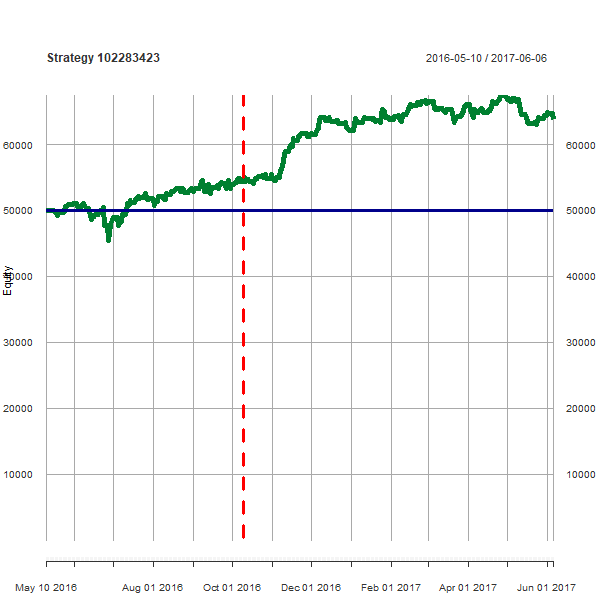 Strategy 102283423
2016-05-10 / 2017-06-06
Equity
60000
60000
50000
50000
40000
40000
30000
30000
20000
20000
10000
10000
May 10 2016
Aug 01 2016
Oct 01 2016
Dec 01 2016
Feb 01 2017
Apr 01 2017
Jun 01 2017